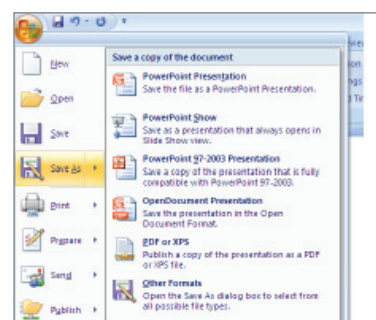 New
Open
Save
Save As
Print
Prepare
Send
Publish
Save a copy of the document
PowerPoint Presentation
Save the file as a PowerPoint Presentation.
PowerPoint Show
Save as a presentation that always opens in
Slide Show view.
PowerPoint 97-2003 Presentation
Save a copy of the presentation that is fully
compatible with PowerPoint 97-2003.
OpenDocument Presentation
Save the presentation in the Open
Document Format.
PDF or XPS
Publish a copy of the presentation as a PDF
or XPS file.
Other Formats
Open the Save As dialog box to select from
all possible file types.